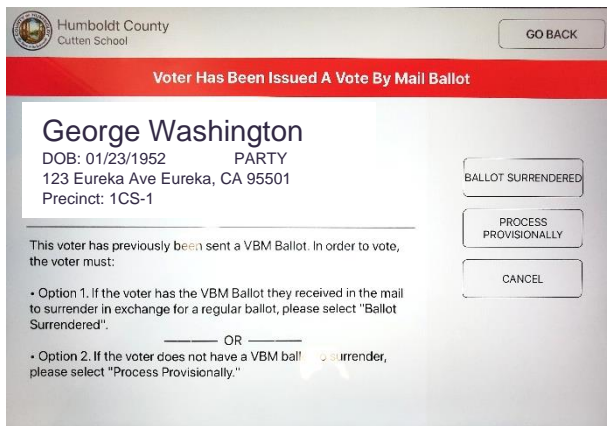 Humboldt County
Cutten School
GO BACK
Voter Has Been Issued A Vote By Mail Ballot
George Washington
DOB: 01/23/1952 PARTY
123 Eureka Ave Eureka, CA 95501
Precinct: 1CS-1
BALLOT SURRENDERED
PROCESS
PROVISIONALLY
CANCEL
This voter has previously been sent a VBM Ballot. In order to vote,
the voter must:
• Option 1. If the voter has the VBM Ballot they received in the mail
to surrender in exchange for a regular ballot, please select "Ballot
Surrendered".
OR
• Option 2. If the voter does not have a VBM ballot to surrender,
please select "Process Provisionally."